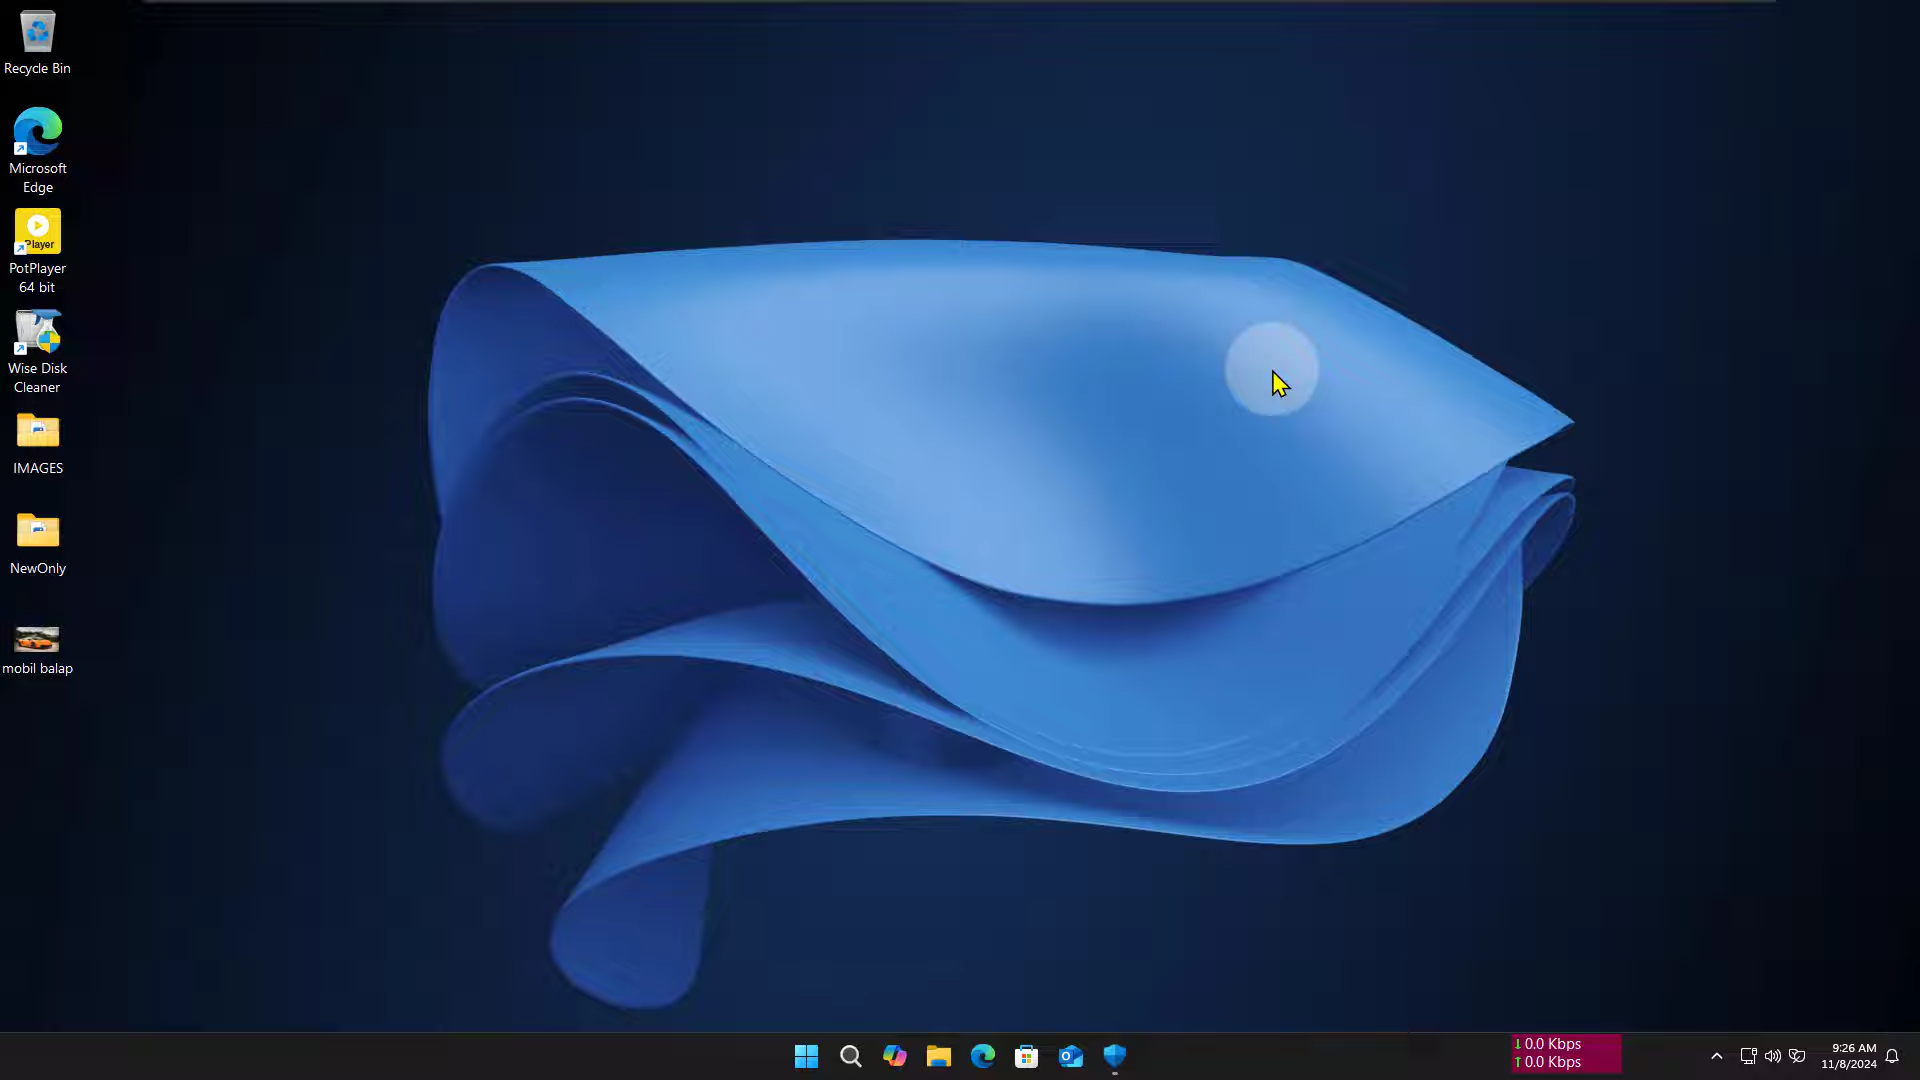 Recycle Bin
Microsoft
Edge
Player
PotPlayer
64 bit
Wise Disk
Cleaner
IMAGES
NewOnly
mobil balap
↓ 0.0 Kbps
↑ 0.0 Kbps
9:26 AM
11/8/2024